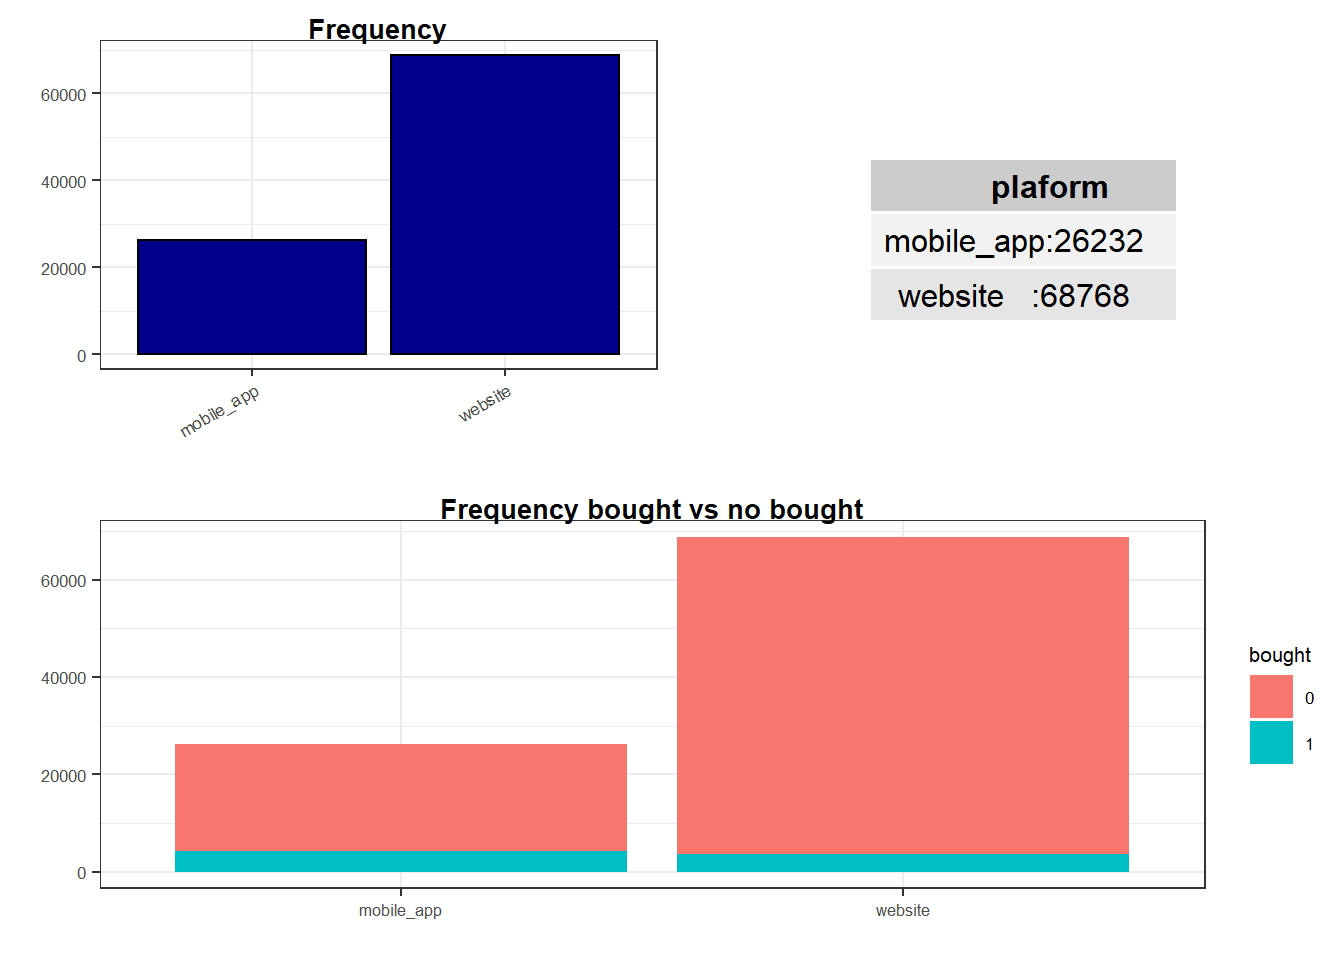 Frequency
60000
40000
20000
0
mobile_app
website
plaform
mobile_app:26232
website   :68768
Frequency bought vs no bought
60000
40000
20000
0
mobile_app
website
bought
0
1